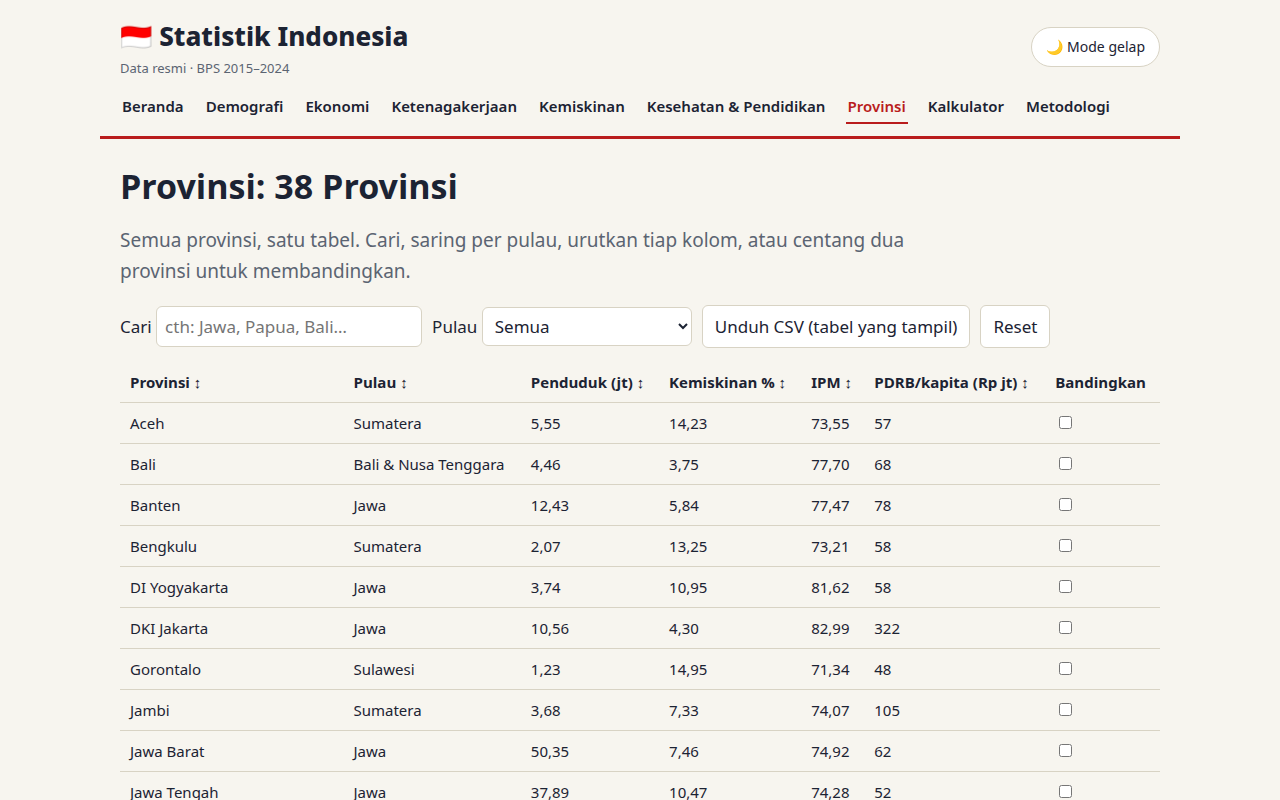 Statistik Indonesia
Data resmi · BPS 2015–2024
🌙 Mode gelap
Beranda Demografi Ekonomi Ketenagakerjaan Kemiskinan Kesehatan & Pendidikan Provinsi Kalkulator Metodologi
Provinsi: 38 Provinsi
Semua provinsi, satu tabel. Cari, saring per pulau, urutkan tiap kolom, atau centang dua
provinsi untuk membandingkan.
Cari cth: Jawa, Papua, Bali... Pulau Semua Unduh CSV (tabel yang tampil) Reset
Provinsi ↕ Pulau ↕ Penduduk (jt) ↕ Kemiskinan % ↕ IPM ↕ PDRB/kapita (Rp jt) ↕ Bandingkan
Aceh Sumatera 5,55 14,23 73,55 57
Bali Bali & Nusa Tenggara 4,46 3,75 77,70 68
Banten Jawa 12,43 5,84 77,47 78
Bengkulu Sumatera 2,07 13,25 73,21 58
DI Yogyakarta Jawa 3,74 10,95 81,62 58
DKI Jakarta Jawa 10,56 4,30 82,99 322
Gorontalo Sulawesi 1,23 14,95 71,34 48
Jambi Sumatera 3,68 7,33 74,07 105
Jawa Barat Jawa 50,35 7,46 74,92 62
Jawa Tengah Jawa 37,89 10,47 74,28 52